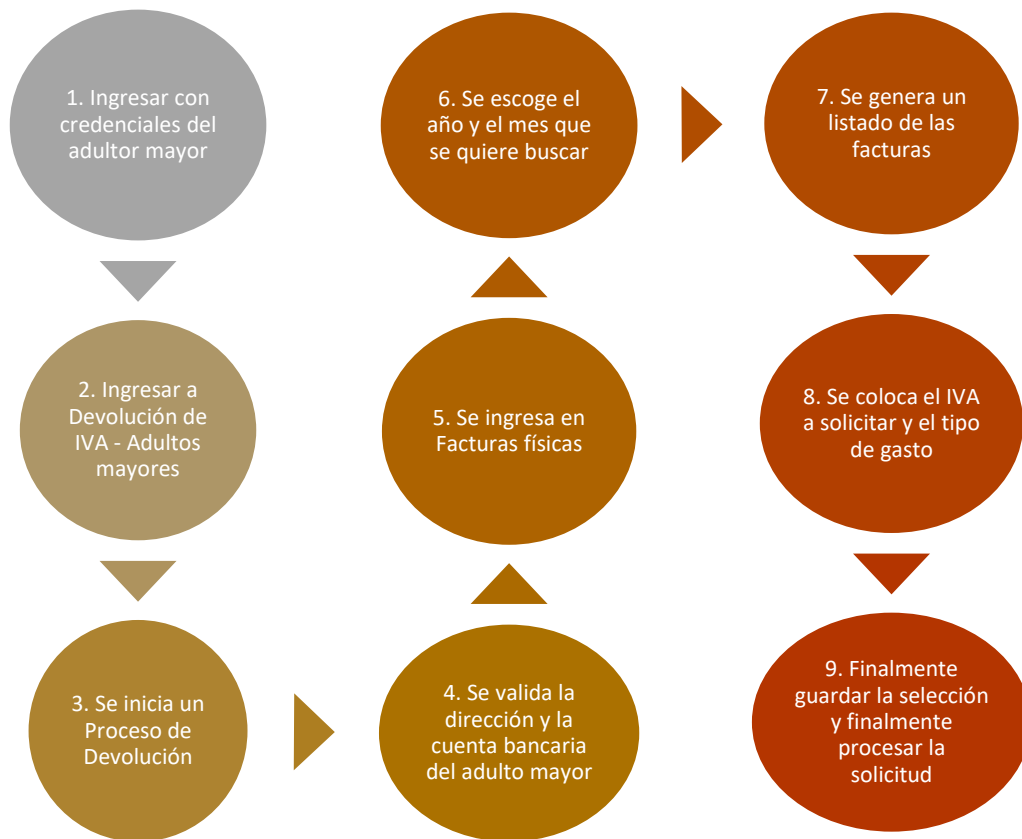 1. Ingresar con
credenciales del
adultor mayor
2. Ingresar a
Devolución de
IVA - Adultos
mayores
3. Se inicia un
Proceso de
Devolución
4. Se valida la
dirección y la
cuenta bancaria
del adulto mayor
5. Se ingresa en
Facturas físicas
6. Se escoge el
año y el mes que
se quiere buscar
7. Se genera un
listado de las
facturas
8. Se coloca el IVA
a solicitar y el tipo
de gasto
9. Finalmente
guardar la selección
y finalmente
procesar la
solicitud